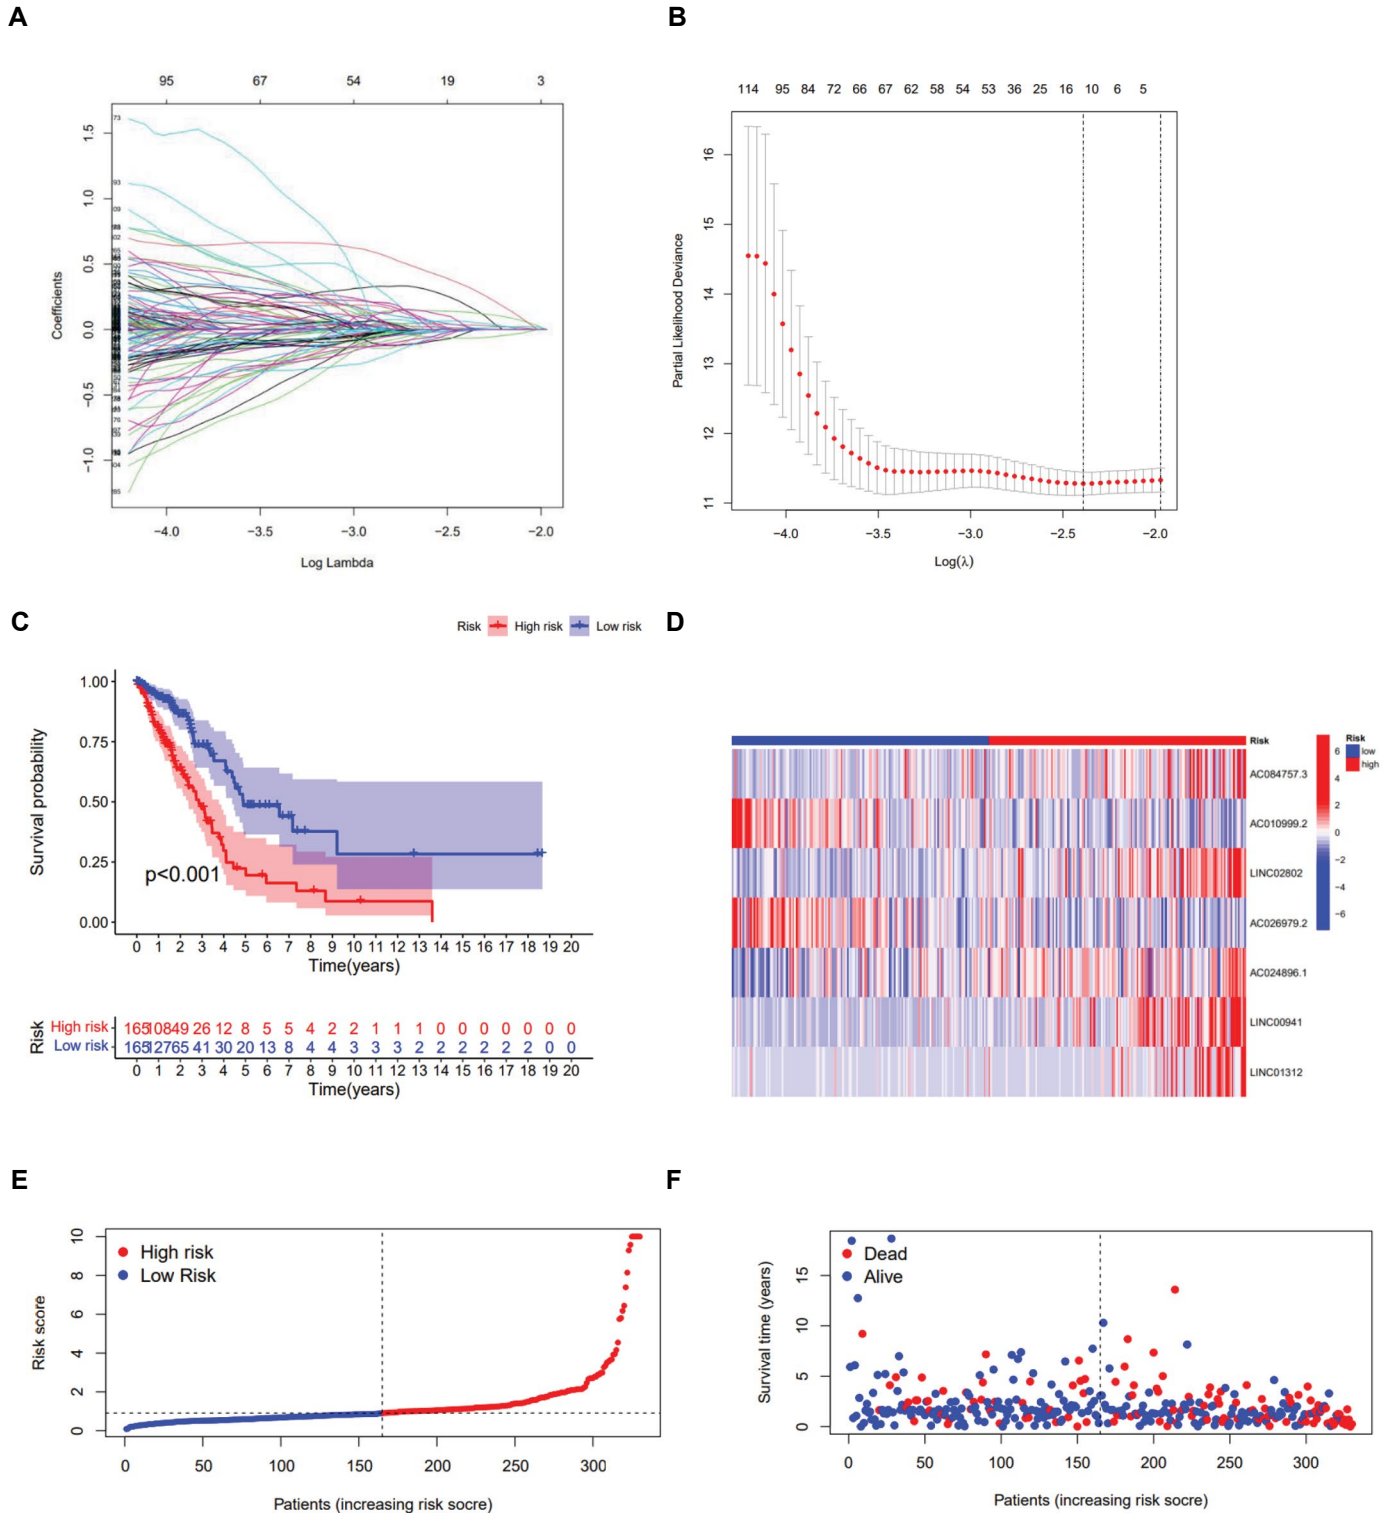 A
B
95 67 54 19 3
1.5
1.0
0.5
0.0
−0.5
−1.0
Coefficients
−4.0 −3.5 −3.0 −2.5 −2.0
Log Lambda
114 95 84 72 66 67 62 58 54 53 36 25 16 10 6 5
16
15
14
13
12
11
Partial Likelihood Deviance
−4.0 −3.5 −3.0 −2.5 −2.0
Log(λ)
C
Risk High risk Low risk
1.00
0.75
0.50
0.25
0.00
Survival probability
p<0.001
0 1 2 3 4 5 6 7 8 9 10 11 12 13 14 15 16 17 18 19 20
Time(years)
Risk
High risk 165 108 49 26 12 8 5 5 4 2 2 1 1 1 0 0 0 0 0 0 0
Low risk 165 127 65 41 30 20 13 8 4 4 3 3 3 2 2 2 2 2 2 0 0
0 1 2 3 4 5 6 7 8 9 10 11 12 13 14 15 16 17 18 19 20
Time(years)
D
Risk
AC084757.3
AC010999.2
LINC02802
AC026979.2
AC024896.1
LINC00941
LINC01312
6
4
2
0
−2
−4
−6
Risk
low
high
E
High risk
Low Risk
10
8
6
4
2
0
Risk score
0 50 100 150 200 250 300
Patients (increasing risk socre)
F
Dead
Alive
15
10
5
0
Survival time (years)
0 50 100 150 200 250 300
Patients (increasing risk socre)